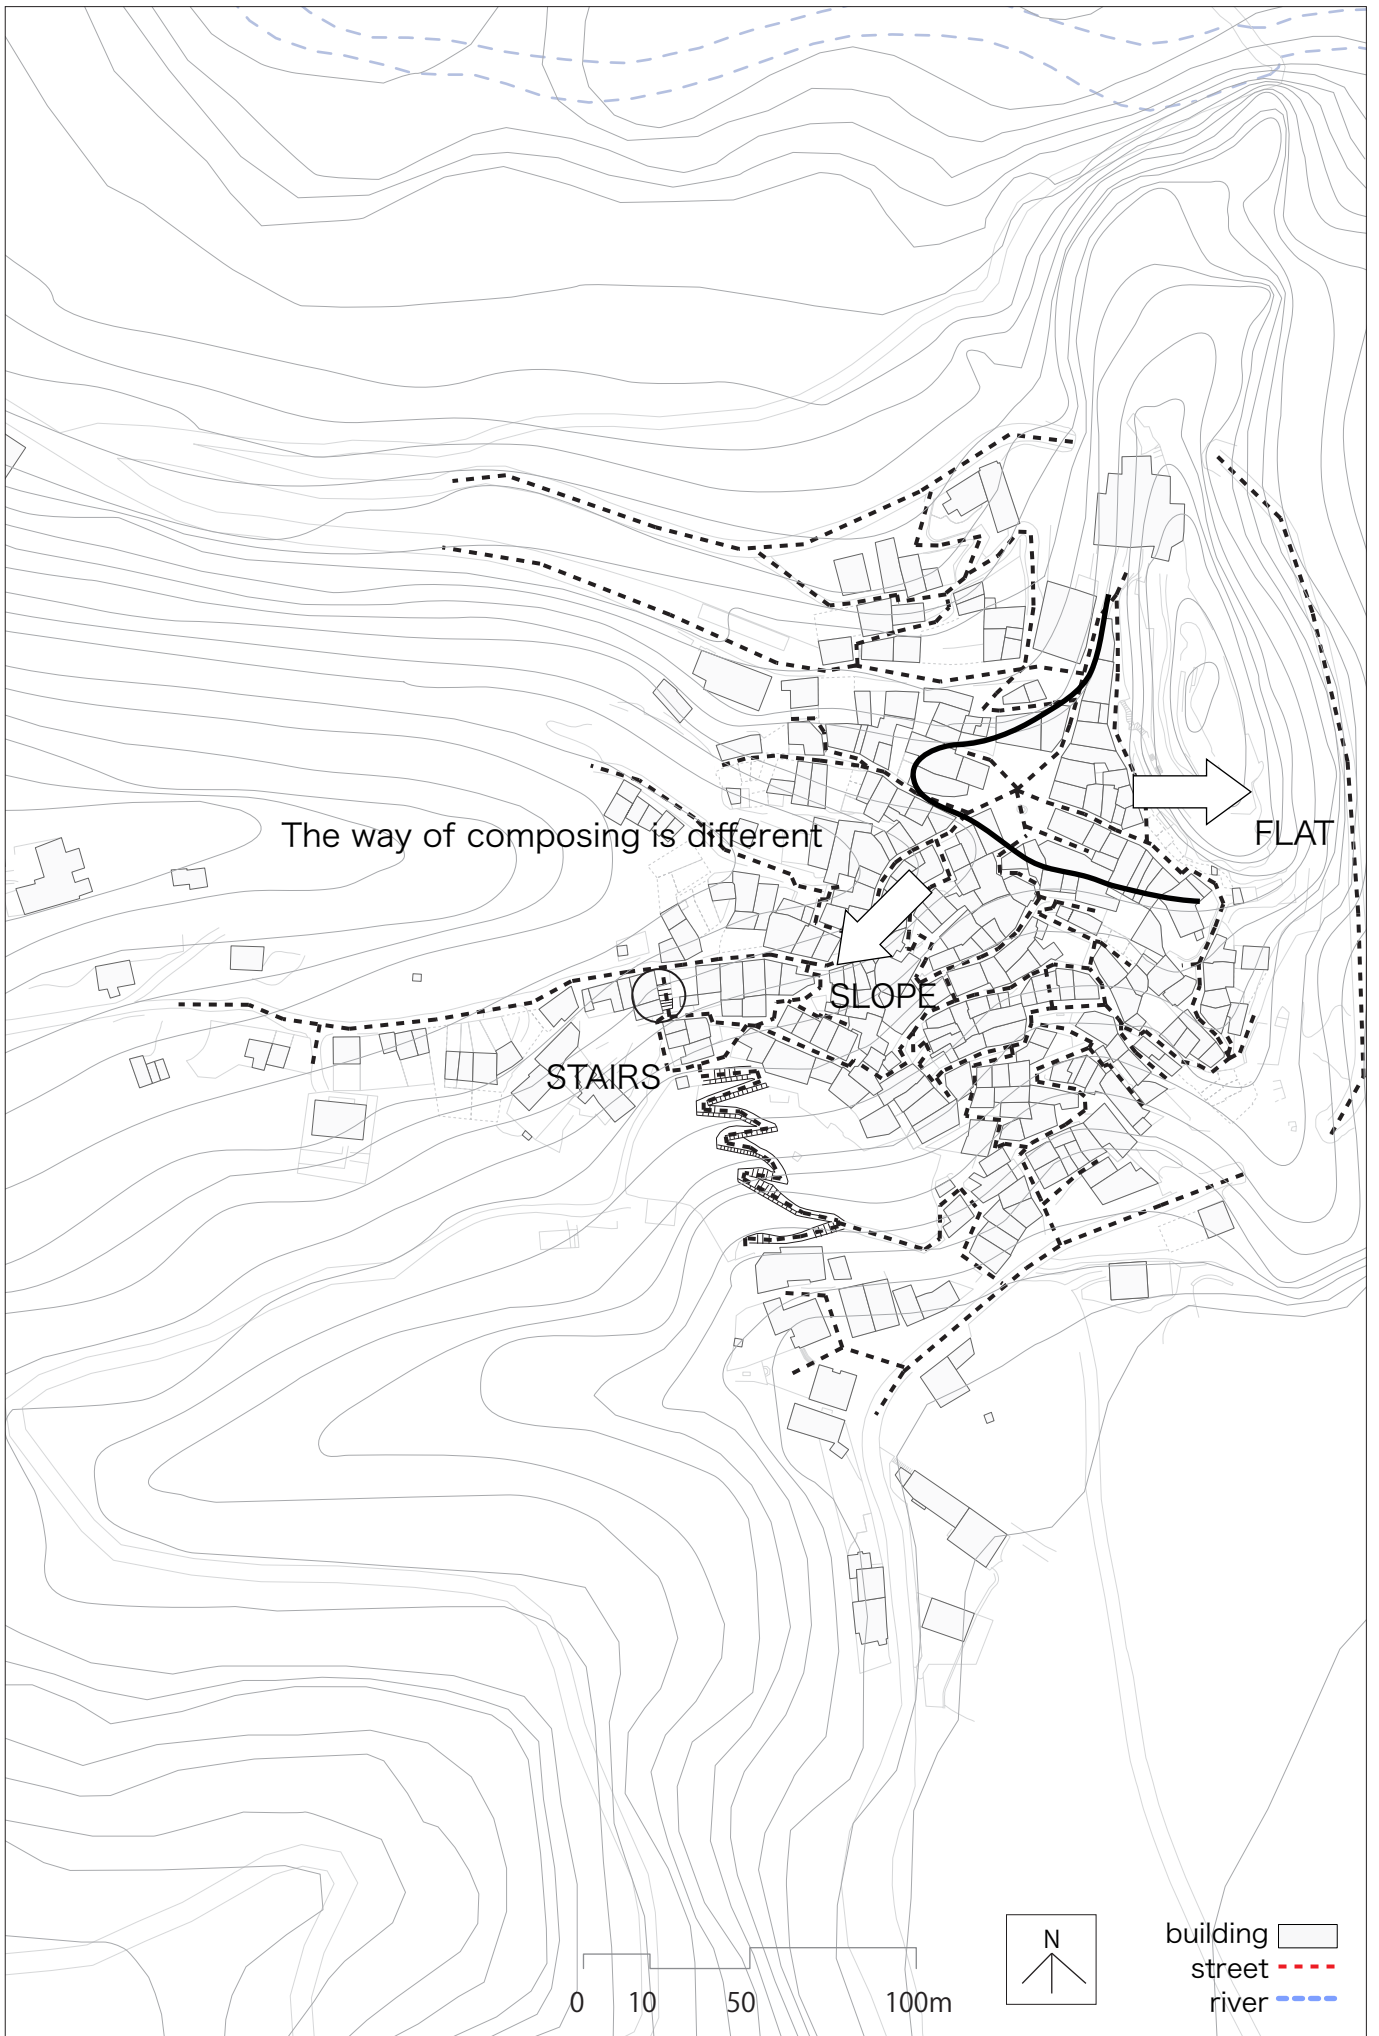 The way of composing is different
FLAT
SLOPE
STAIRS
N
building
street
river
0 10 50 100m